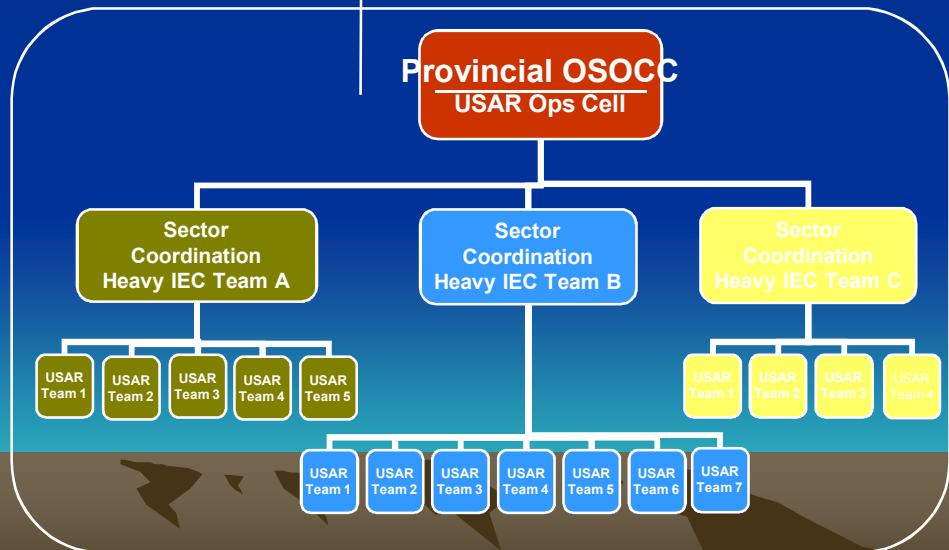 Provincial OSOCC
USAR Ops Cell
Sector
Coordination
Heavy IEC Team A
Sector
Coordination
Heavy IEC Team B
Sector
Coordination
Heavy IEC Team C
USAR
Team 1
USAR
Team 2
USAR
Team 3
USAR
Team 4
USAR
Team 5
USAR
Team 1
USAR
Team 2
USAR
Team 3
USAR
Team 4
USAR
Team 1
USAR
Team 2
USAR
Team 3
USAR
Team 4
USAR
Team 5
USAR
Team 6
USAR
Team 7